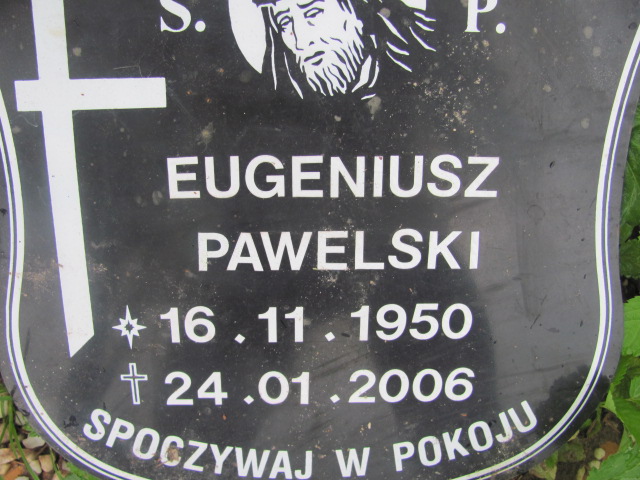 S. P.
EUGENIUSZ
PAWELSKI
16.11.1950
24.01.2006
SPOCZYWAJ W POKOJU